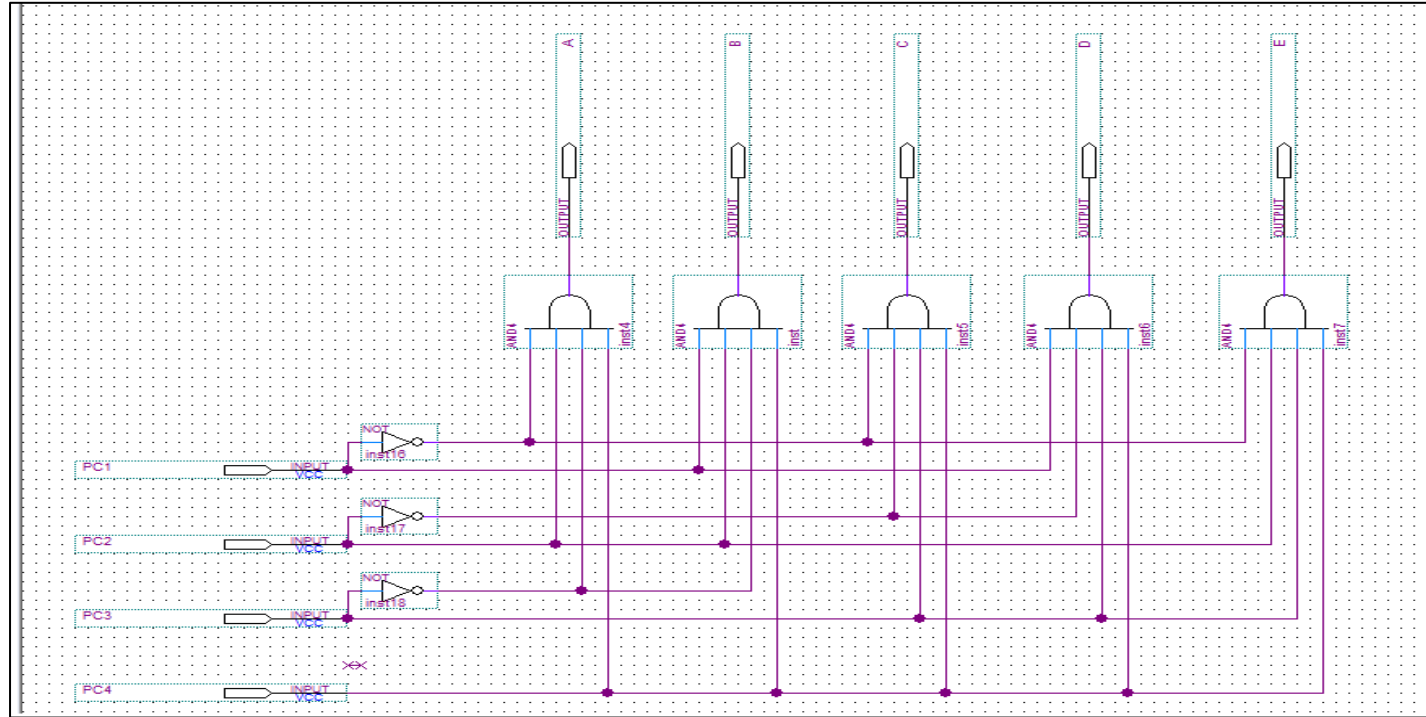 A B C D E
OUTPUT OUTPUT OUTPUT OUTPUT OUTPUT
AND4 inst4 AND4 inst AND4 inst5 AND4 inst6 AND4 inst7
NOT
inst16
PC1 INPUT
VCC
NOT
inst17
PC2 INPUT
VCC
NOT
inst18
PC3 INPUT
VCC
PC4 INPUT
VCC